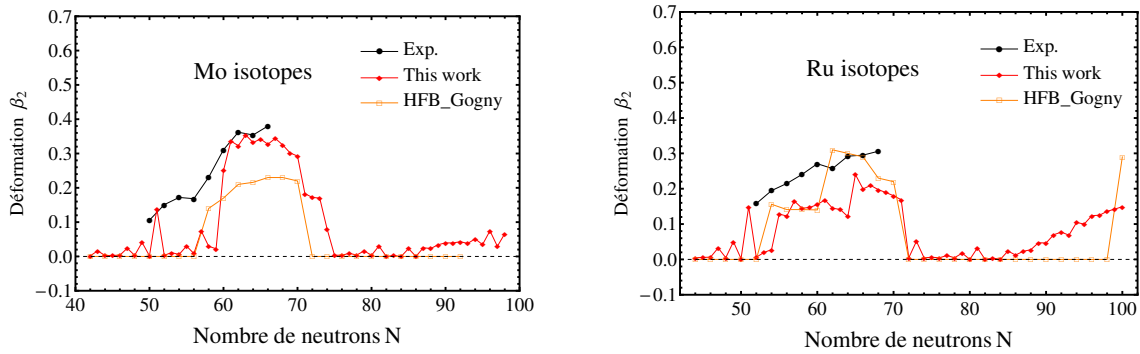 0.7
0.6
0.5
0.4
0.3
0.2
0.1
0.0
−0.1
Déformation β2
Mo isotopes
Exp.
This work
HFB_Gogny
40 50 60 70 80 90 100
Nombre de neutrons N
0.7
0.6
0.5
0.4
0.3
0.2
0.1
0.0
−0.1
Déformation β2
Ru isotopes
Exp.
This work
HFB_Gogny
50 60 70 80 90 100
Nombre de neutrons N